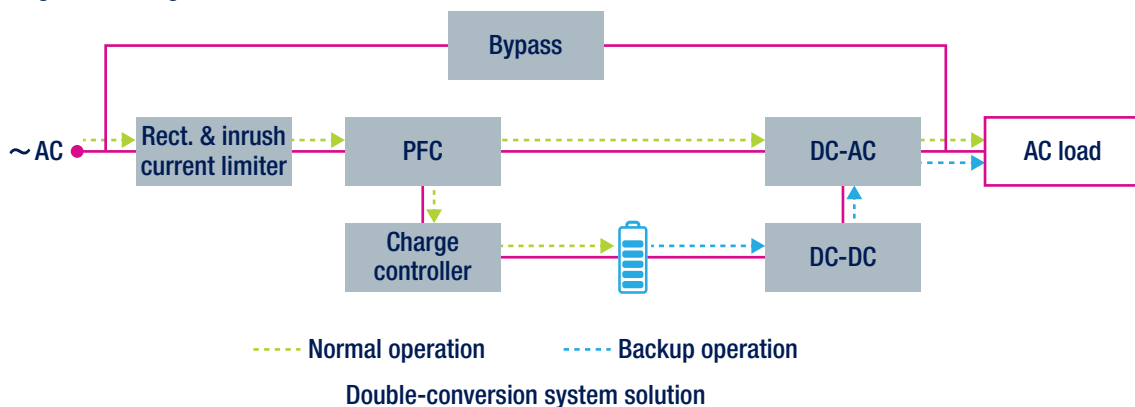 Bypass
~ AC
Rect. & inrush
current limiter
PFC
DC-AC
AC load
Charge
controller
DC-DC
Normal operation
Backup operation
Double-conversion system solution